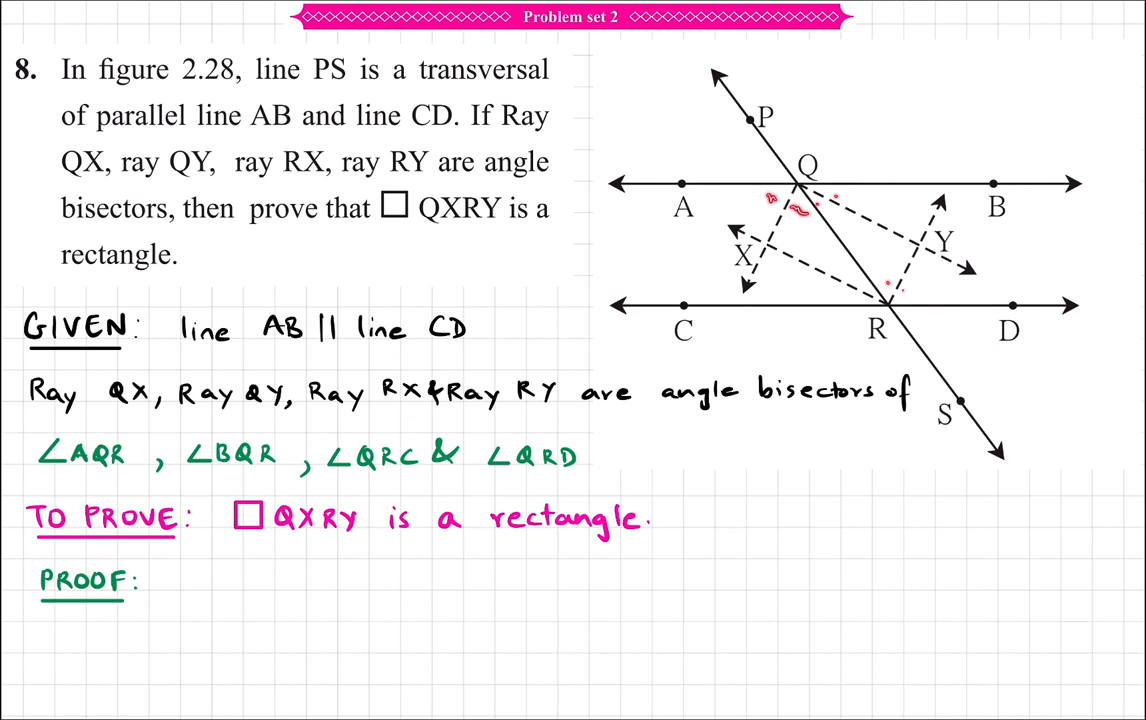 Problem set 2
8. In figure 2.28, line PS is a transversal
of parallel line AB and line CD. If Ray
QX, ray QY, ray RX, ray RY are angle
bisectors, then prove that □ QXRY is a
rectangle.
P
Q
A
B
X
Y
C
R
D
S
GIVEN: line AB || line CD
Ray QX, Ray QY, Ray RX & Ray RY are angle bisectors of
∠AQR , ∠BQR , ∠QRC & ∠QRD
TO PROVE: □ QXRY is a rectangle.
PROOF: